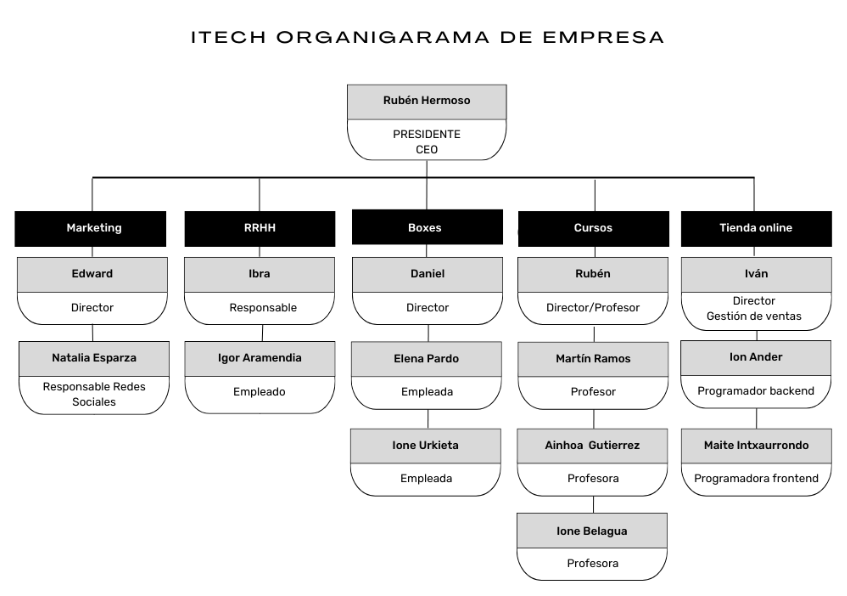 ITECH ORGANIGARAMA DE EMPRESA
Rubén Hermoso
PRESIDENTE
CEO
Marketing
RRHH
Boxes
Cursos
Tienda online
Edward
Director
Natalia Esparza
Responsable Redes
Sociales
Ibra
Responsable
Igor Aramendia
Empleado
Daniel
Director
Elena Pardo
Empleada
Ione Urkieta
Empleada
Rubén
Director/Profesor
Martín Ramos
Profesor
Ainhoa Gutierrez
Profesora
Ione Belagua
Profesora
Iván
Director
Gestión de ventas
Ion Ander
Programador backend
Maite Intxaurrondo
Programadora frontend